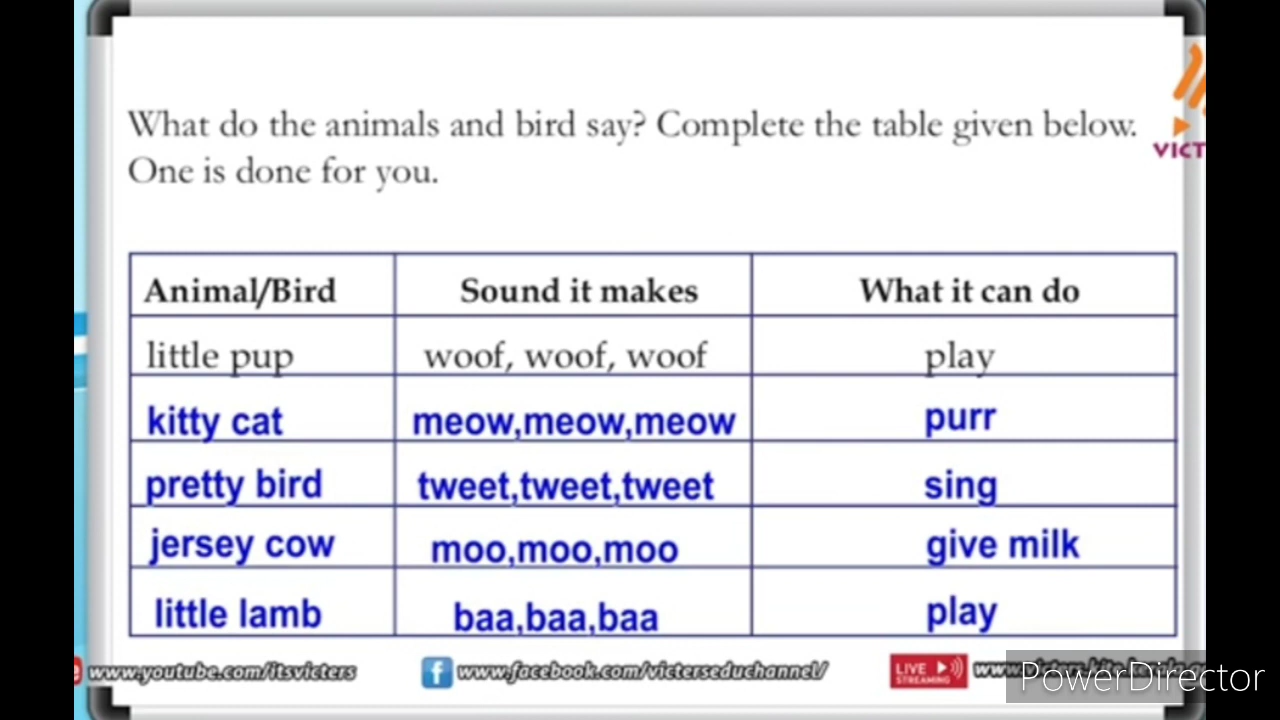 What do the animals and bird say? Complete the table given below.
One is done for you.
Animal/Bird Sound it makes What it can do
little pup woof, woof, woof play
kitty cat meow,meow,meow purr
pretty bird tweet,tweet,tweet sing
jersey cow moo,moo,moo give milk
little lamb baa,baa,baa play
VICT
www.youtube.com/itsvicters
f www.facebook.com/victerseduchannel/
LIVE STREAMING
PowerDirector